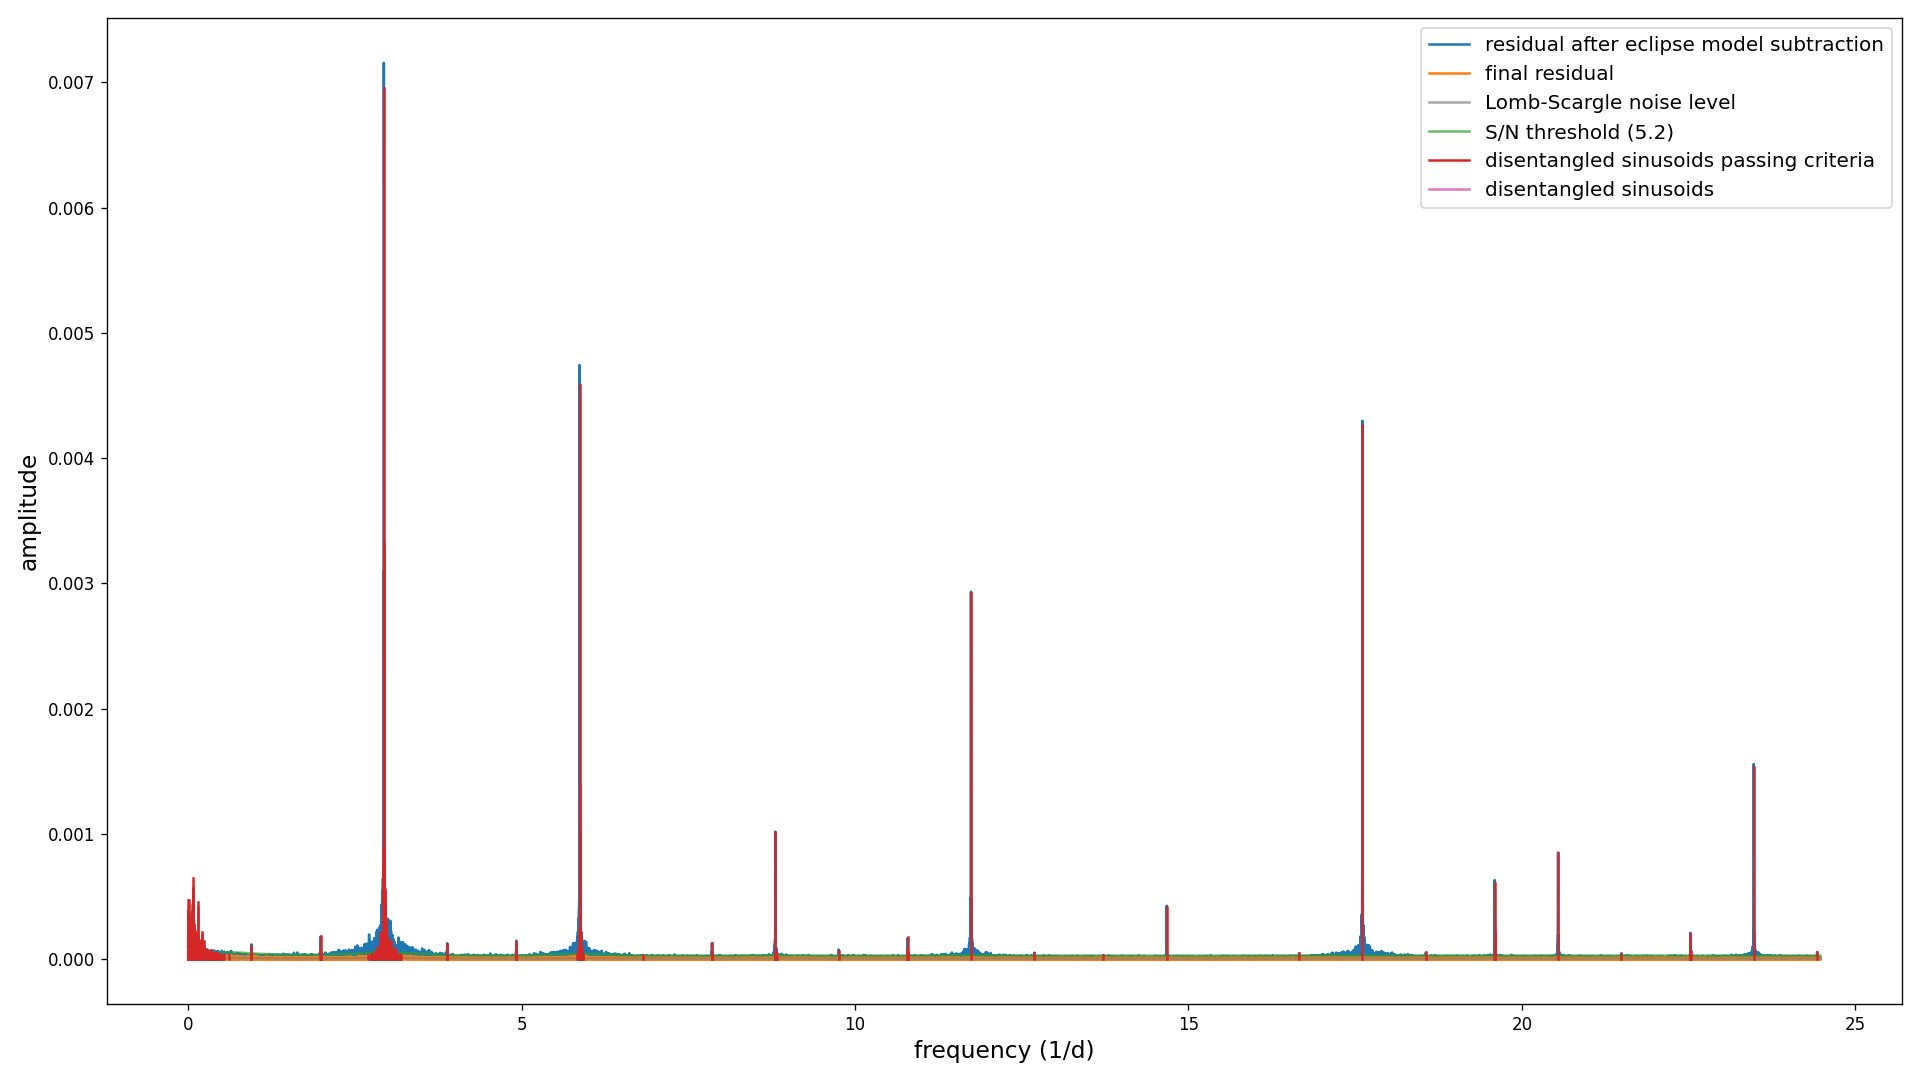 residual after eclipse model subtraction
final residual
Lomb-Scargle noise level
S/N threshold (5.2)
disentangled sinusoids passing criteria
disentangled sinusoids
0.007
0.006
0.005
0.004
0.003
0.002
0.001
0.000
amplitude
0 5 10 15 20 25
frequency (1/d)